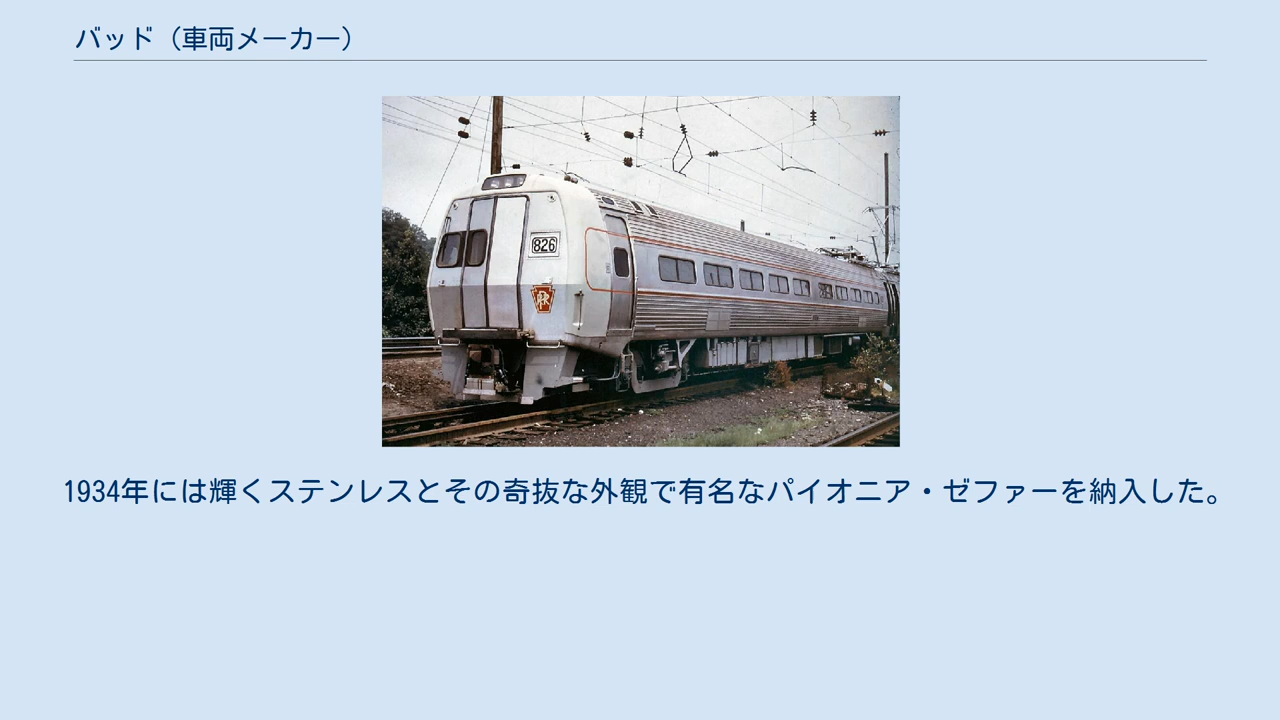 バッド（車両メーカー）
826
PRR
1934年には輝くステンレスとその奇抜な外観で有名なパイオニア・ゼファーを納入した。